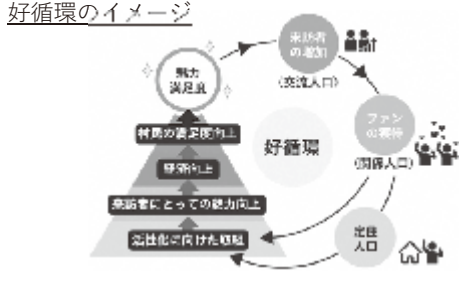 好循環のイメージ
来訪者
の増加
(交流人口)
魅力
満足度
ファン
の獲得
(関係人口)
好循環
村民の満足度向上
経済向上
来訪者にとっての魅力向上
活性化に向けた取組
定住
人口